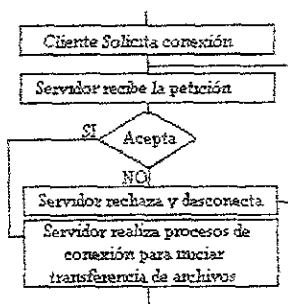 Cliente Solicita conexión
Servidor recibe la petición
SI
Acepta
NO
Servidor rechaza y desconecta
Servidor realiza procesos de
conexión para iniciar
transferencia de archivos